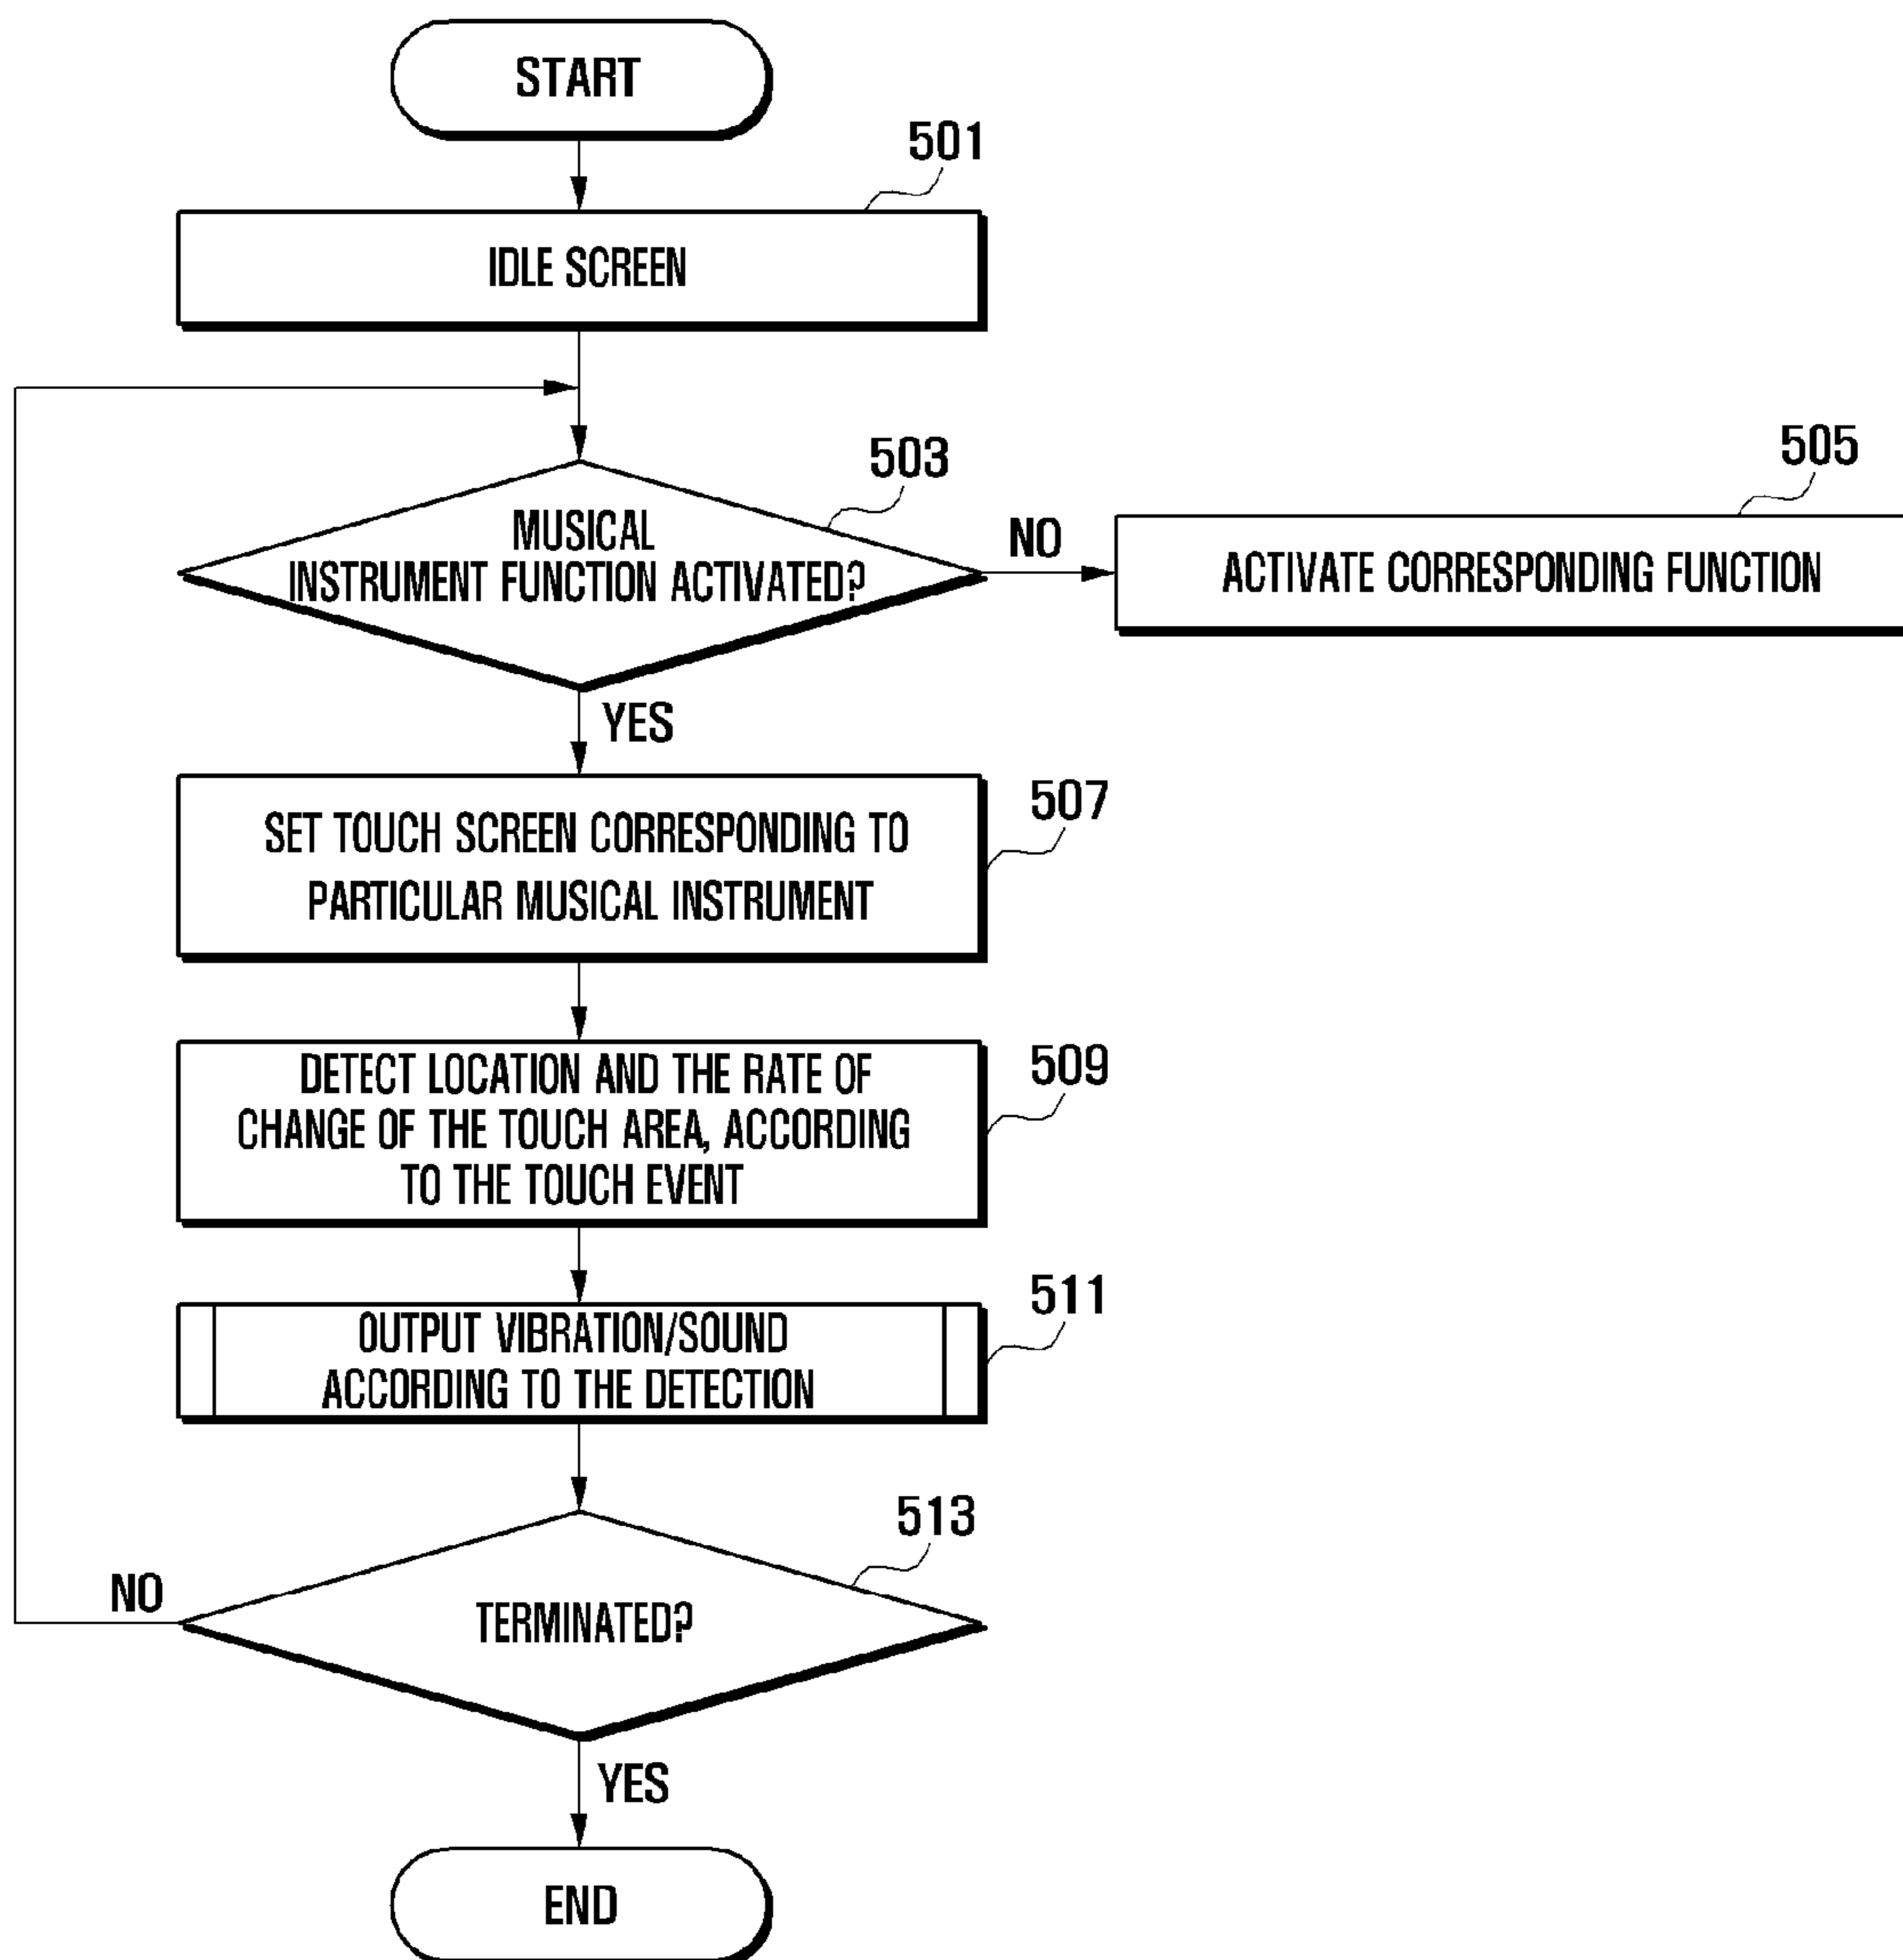 START
501
IDLE SCREEN
503
505
MUSICAL
INSTRUMENT FUNCTION ACTIVATED?
NO
ACTIVATE CORRESPONDING FUNCTION
YES
507
SET TOUCH SCREEN CORRESPONDING TO
PARTICULAR MUSICAL INSTRUMENT
509
DETECT LOCATION AND THE RATE OF
CHANGE OF THE TOUCH AREA, ACCORDING
TO THE TOUCH EVENT
511
OUTPUT VIBRATION/SOUND
ACCORDING TO THE DETECTION
513
NO
TERMINATED?
YES
END